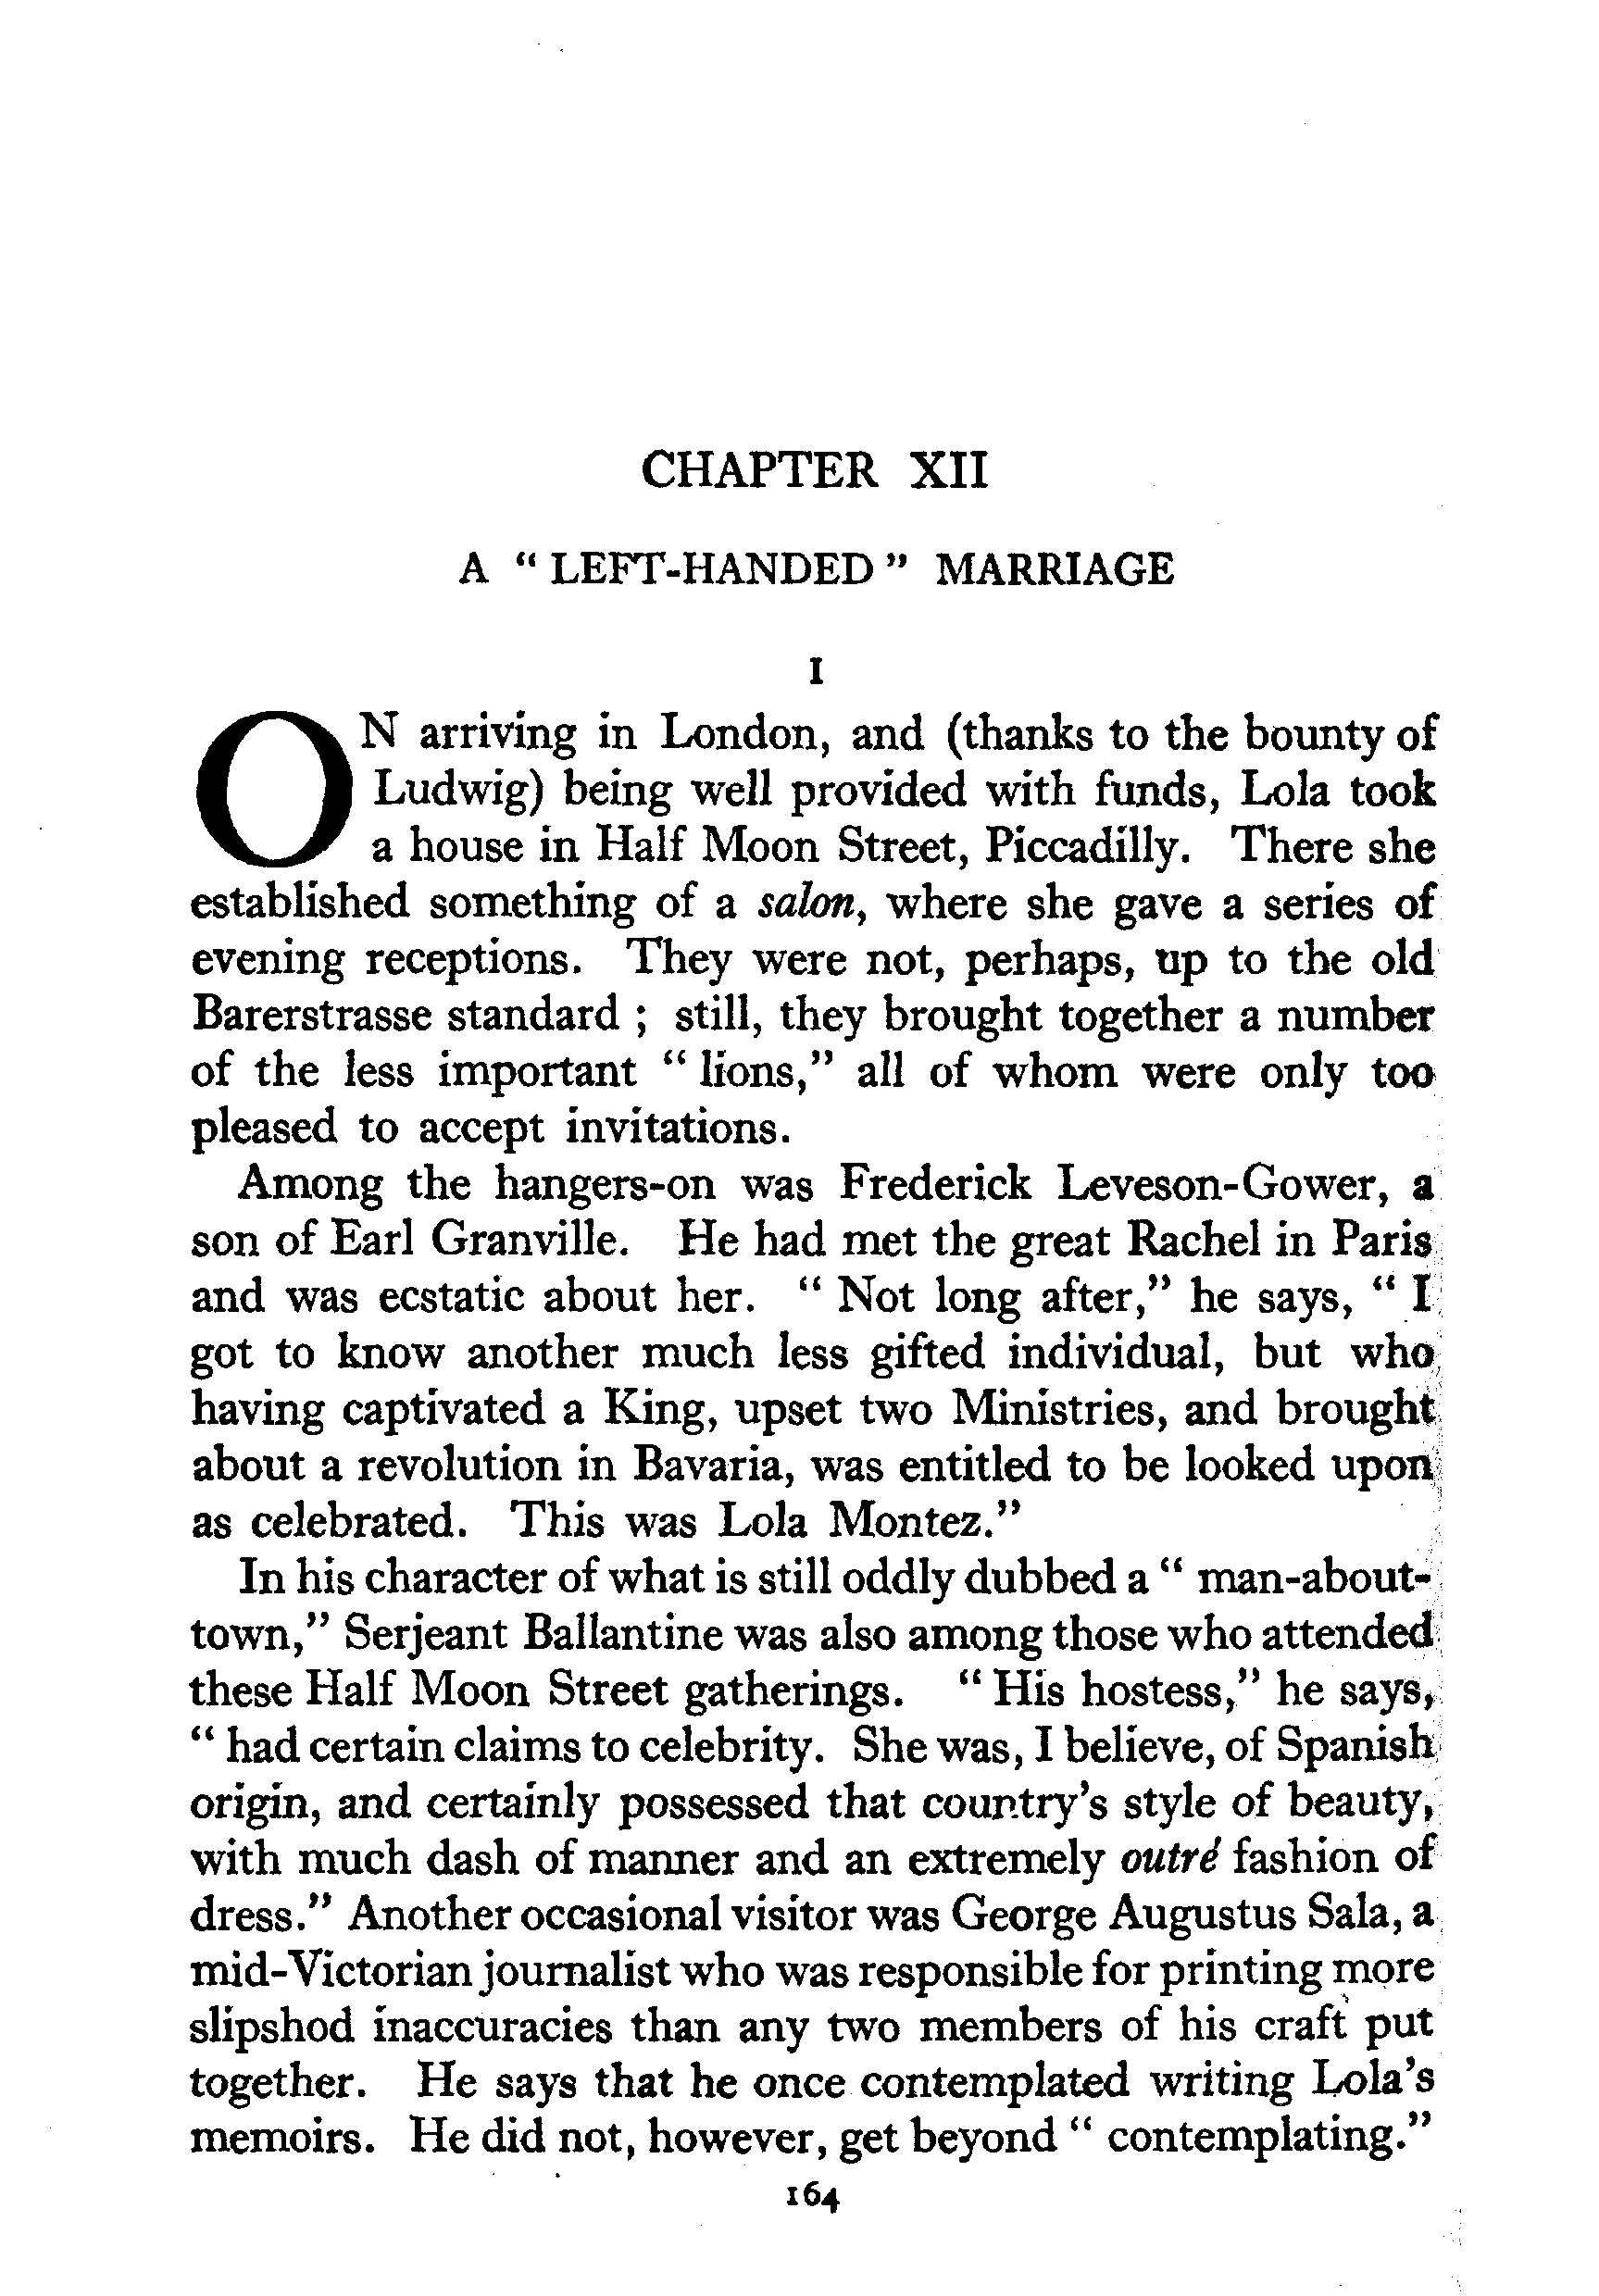 CHAPTER XII
A “ LEFT-HANDED ” MARRIAGE
I
ON arriving in London, and (thanks to the bounty of
Ludwig) being well provided with funds, Lola took
a house in Half Moon Street, Piccadilly. There she
established something of a salon, where she gave a series of
evening receptions. They were not, perhaps, up to the old
Barerstrasse standard ; still, they brought together a number
of the less important “ lions,” all of whom were only too
pleased to accept invitations.
Among the hangers-on was Frederick Leveson-Gower, a
son of Earl Granville. He had met the great Rachel in Paris
and was ecstatic about her. “ Not long after,” he says, “ I
got to know another much less gifted individual, but who
having captivated a King, upset two Ministries, and brought
about a revolution in Bavaria, was entitled to be looked upon
as celebrated. This was Lola Montez.”
In his character of what is still oddly dubbed a “ man-about-
town,” Serjeant Ballantine was also among those who attended
these Half Moon Street gatherings. “ His hostess,” he says,
“ had certain claims to celebrity. She was, I believe, of Spanish
origin, and certainly possessed that country’s style of beauty,
with much dash of manner and an extremely outré fashion of
dress.” Another occasional visitor was George Augustus Sala, a
mid-Victorian journalist who was responsible for printing more
slipshod inaccuracies than any two members of his craft put
together. He says that he once contemplated writing Lola’s
memoirs. He did not, however, get beyond “ contemplating.”
164